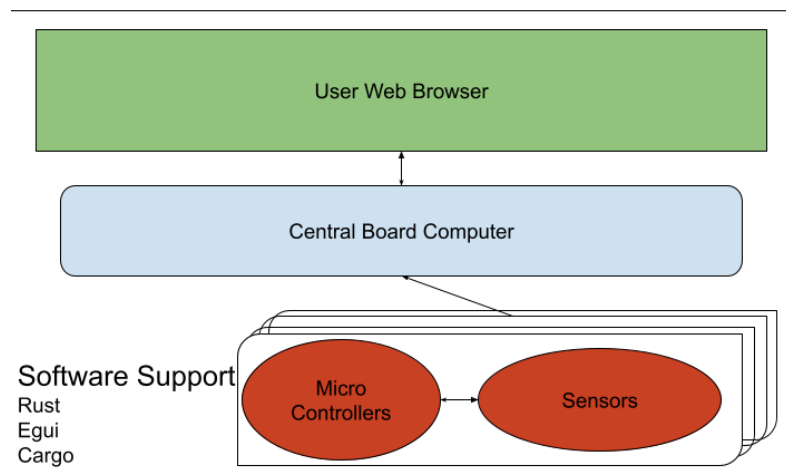 User Web Browser
Central Board Computer
Software Support
Rust
Egui
Cargo
Micro
Controllers
Sensors